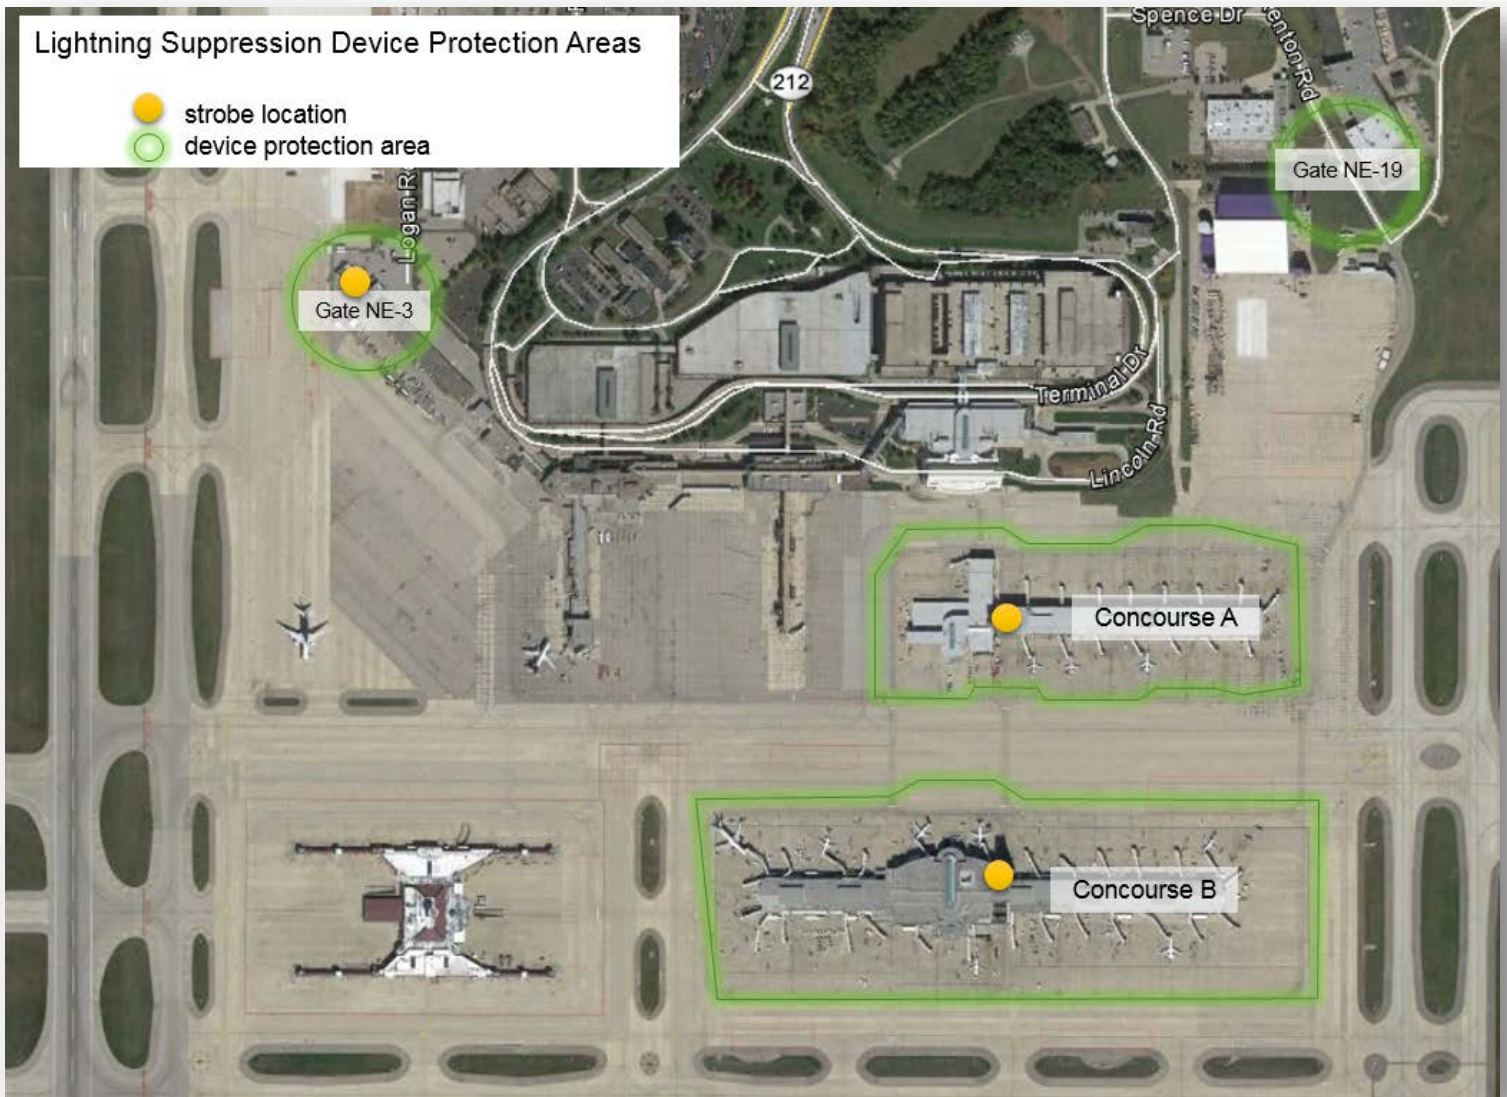 Lightning Suppression Device Protection Areas
strobe location
device protection area
212
Spence Dr
Gate NE-19
Logan
Gate NE-3
Terminal Dr
Lincoln Rd
Concourse A
Concourse B